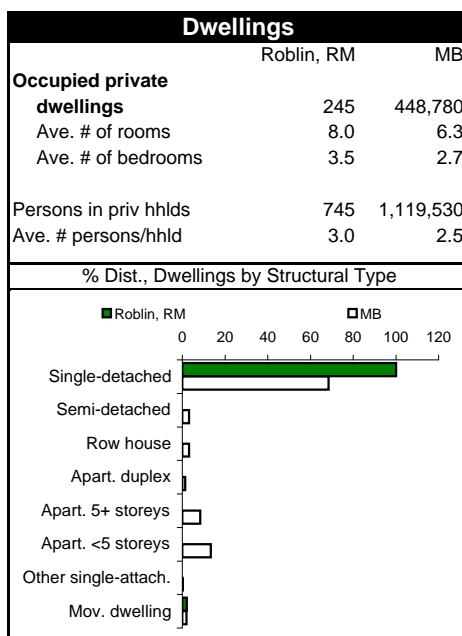 Dwellings
Roblin, RM MB
Occupied private
dwellings 245 448,780
Ave. # of rooms 8.0 6.3
Ave. # of bedrooms 3.5 2.7
Persons in priv hhlds 745 1,119,530
Ave. # persons/hhld 3.0 2.5
% Dist., Dwellings by Structural Type
Roblin, RM MB
0 20 40 60 80 100 120
Single-detached
Semi-detached
Row house
Apart. duplex
Apart. 5+ storeys
Apart. <5 storeys
Other single-attach.
Mov. dwelling